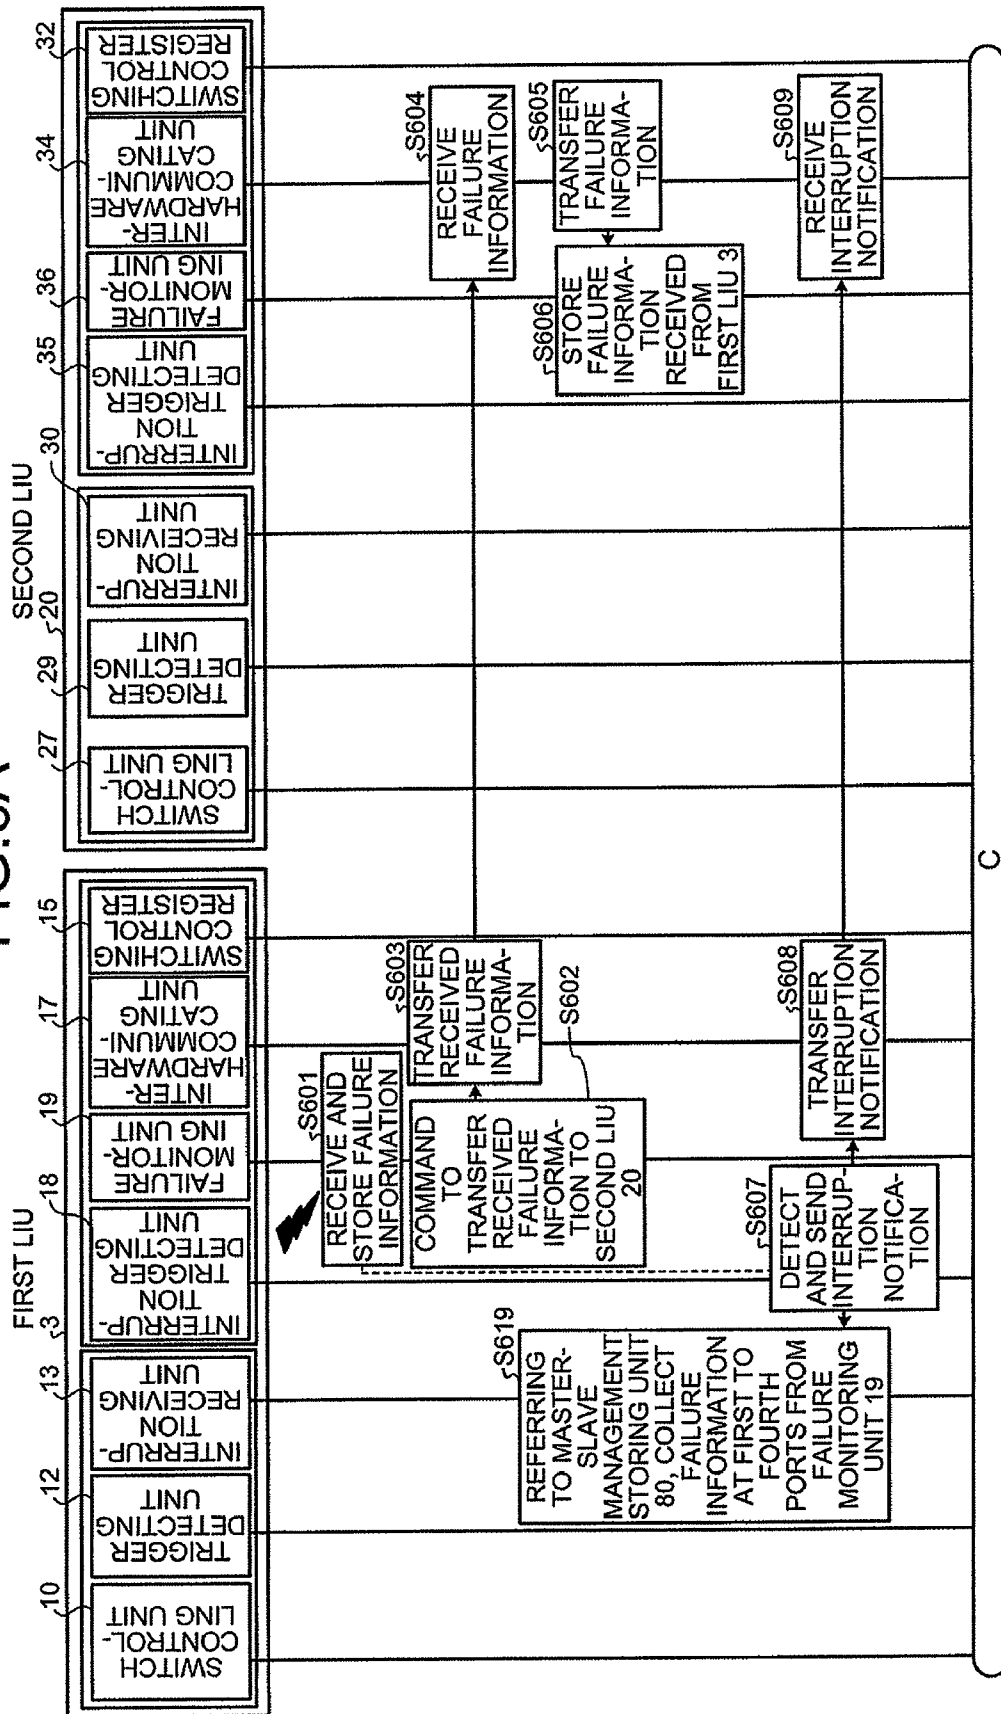 FIRST LIU
3
10
SWITCH
CONTROL-
LING UNIT
12
TRIGGER
DETECTING
UNIT
13
INTERRUP-
TION
RECEIVING
UNIT
18
INTERRUP-
TION
TRIGGER
DETECTING
UNIT
19
FAILURE
MONITOR-
ING UNIT
17
INTER-
HARDWARE
COMMUNI-
CATING
UNIT
15
SWITCHING
CONTROL
REGISTER
SECOND LIU
20
27
SWITCH
CONTROL-
LING UNIT
29
TRIGGER
DETECTING
UNIT
30
INTERRUP-
TION
RECEIVING
UNIT
35
INTERRUP-
TION
TRIGGER
DETECTING
UNIT
36
FAILURE
MONITOR-
ING UNIT
34
INTER-
HARDWARE
COMMUNI-
CATING
UNIT
32
SWITCHING
CONTROL
REGISTER
S601
RECEIVE AND
STORE FAILURE
INFORMATION
S602
COMMAND
TO
TRANSFER
RECEIVED
FAILURE
INFORMA-
TION TO
SECOND LIU
20
S603
TRANSFER
RECEIVED
FAILURE
INFORMA-
TION
S604
RECEIVE
FAILURE
INFORMATION
S605
TRANSFER
FAILURE
INFORMA-
TION
S606
STORE
FAILURE
INFORMA-
TION
RECEIVED
FROM
FIRST LIU 3
S607
DETECT
AND SEND
INTERRUP-
TION
NOTIFICA-
TION
S608
TRANSFER
INTERRUPTION
NOTIFICATION
S609
RECEIVE
INTERRUPTION
NOTIFICATION
S619
REFERRING
TO MASTER-
SLAVE
MANAGEMENT
STORING UNIT
80, COLLECT
FAILURE
INFORMATION
AT FIRST TO
FOURTH
PORTS FROM
FAILURE
MONITORING
UNIT 19
C